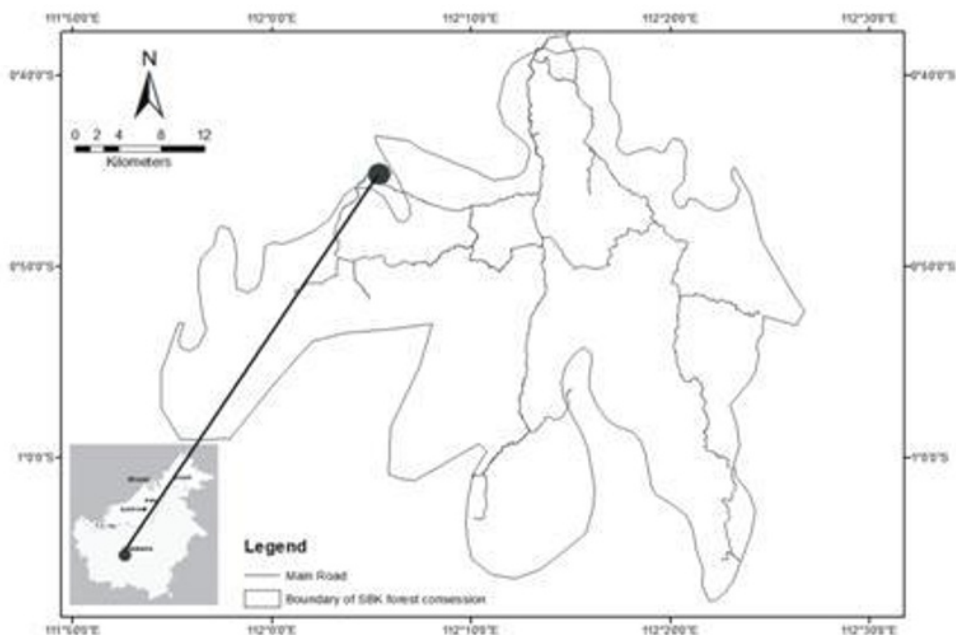 111°50'0"E 112°0'0"E 112°10'0"E 112°20'0"E 112°30'0"E
N
0°40'0"S 0°40'0"S
0 2 4 8 12
Kilometers
0°50'0"S 0°50'0"S
1°0'0"S 1°0'0"S
Legend
Main Road
Boundary of SBK forest consession
111°50'0"E 112°0'0"E 112°10'0"E 112°20'0"E 112°30'0"E